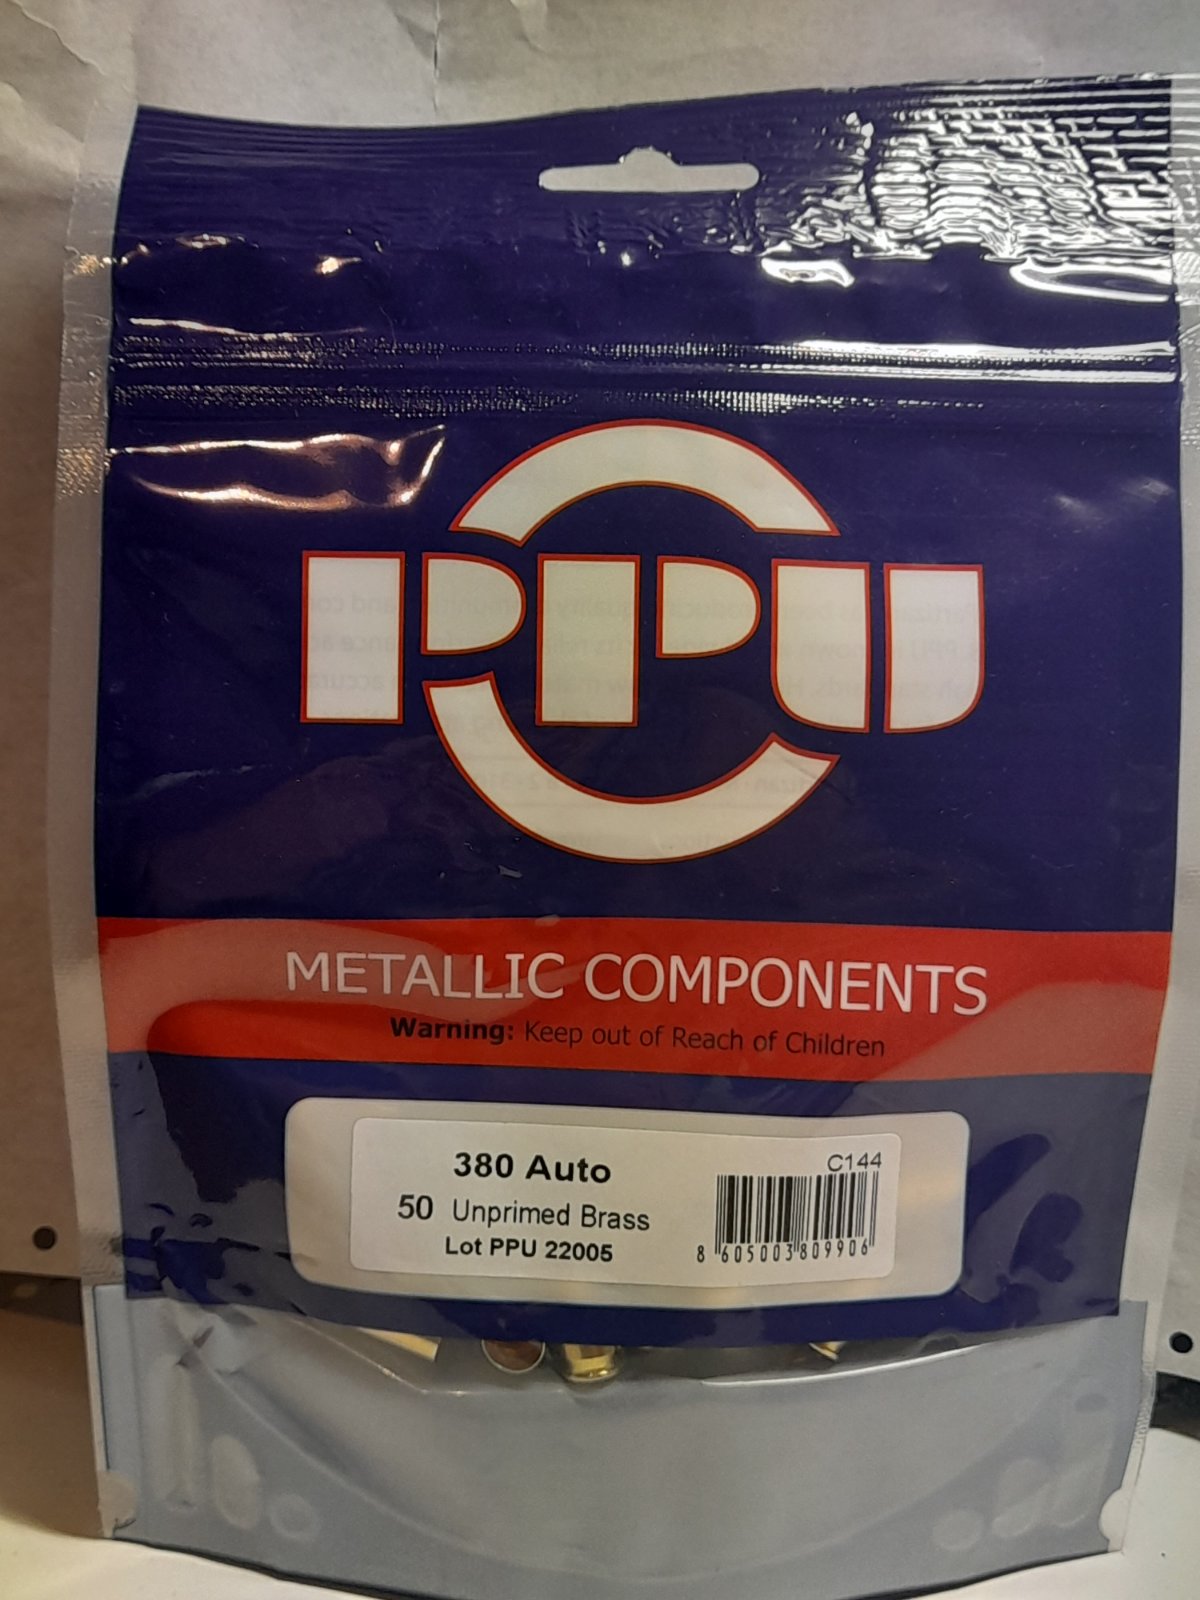 PPU
METALLIC COMPONENTS
Warning: Keep out of Reach of Children
380 Auto
C144
50 Unprimed Brass
Lot PPU 22005
8 605003 809906